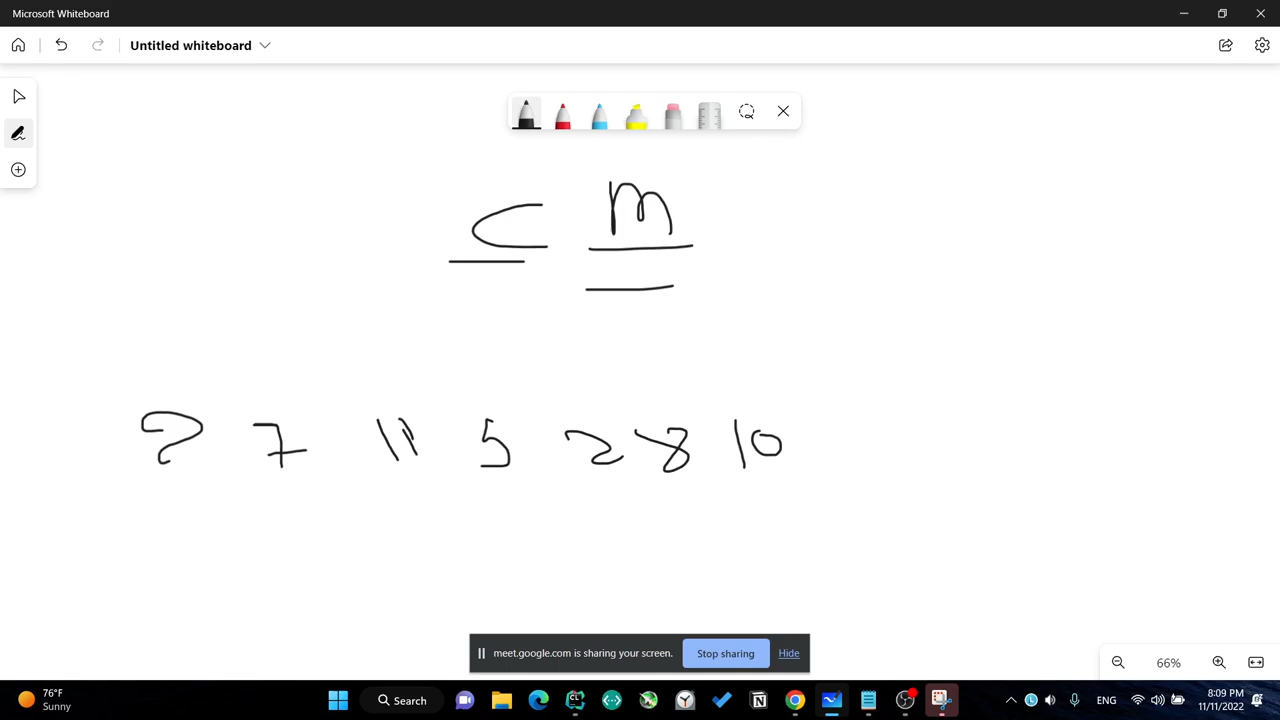 Microsoft Whiteboard
Untitled whiteboard
C m
? 7 11 5 2 8 10
meet.google.com is sharing your screen. Stop sharing Hide
66%
76°F
Sunny
Search
ENG
8:09 PM
11/11/2022